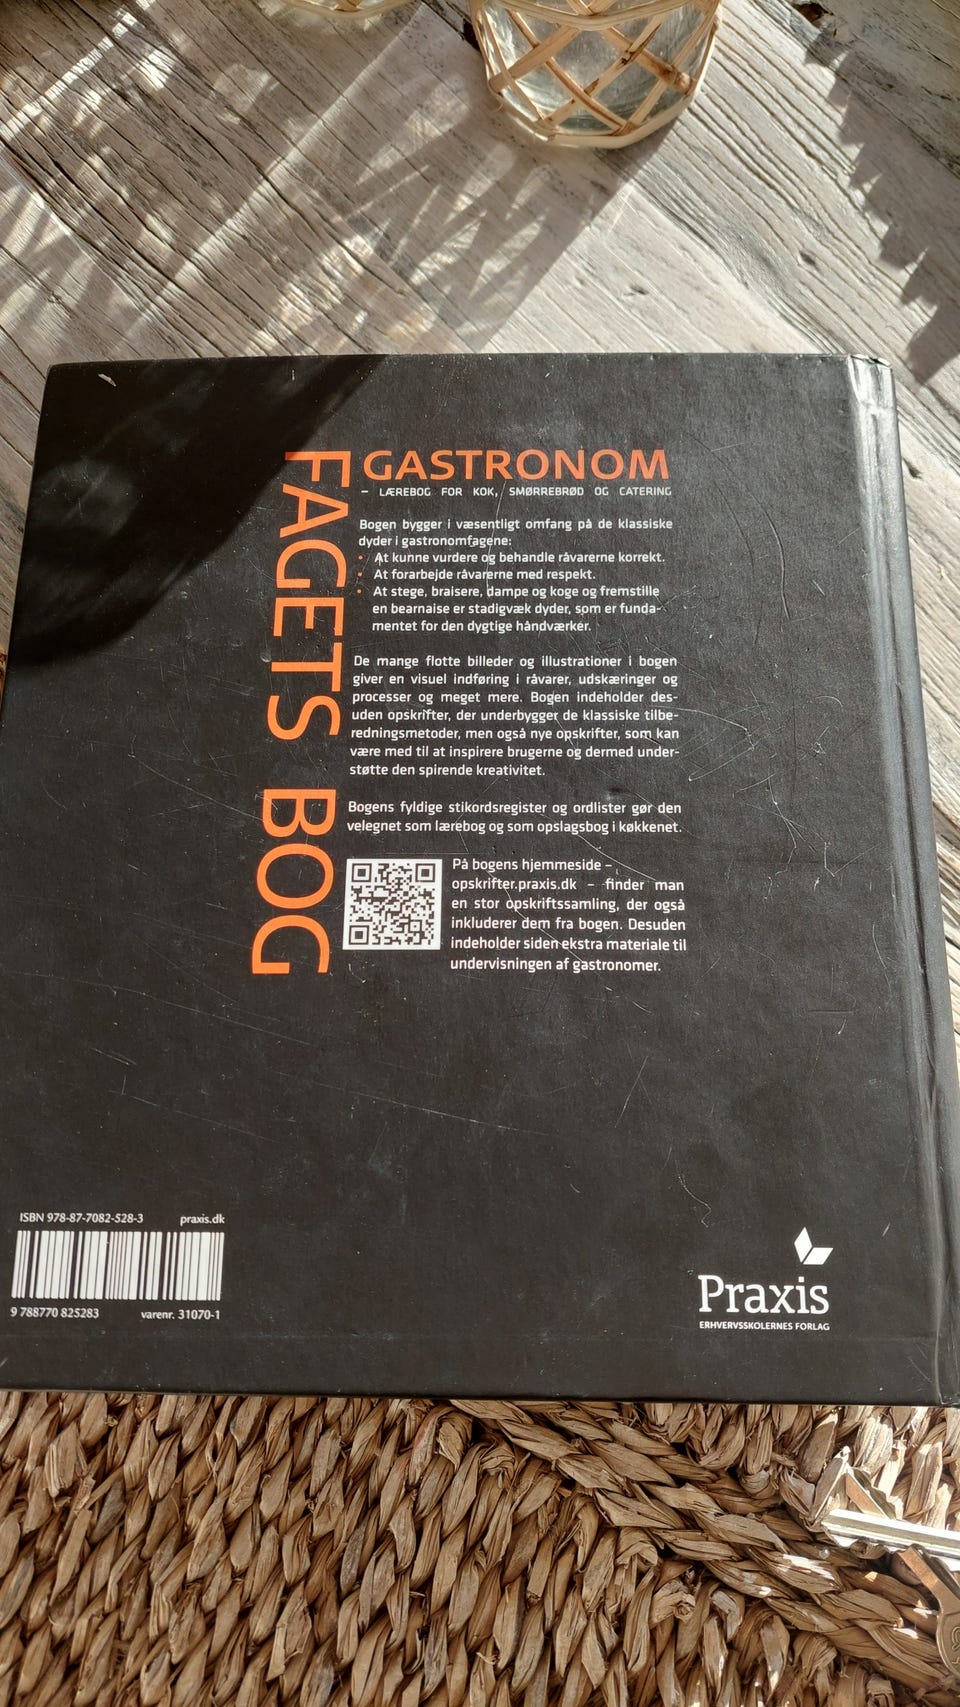 GASTRONOM
– LÆREBOG FOR KOK, SMØRREBRØD OG CATERING
FAGETS BOG
Bogen bygger i væsentligt omfang på de klassiske
dyder i gastronomfagene:
• At kunne vurdere og behandle råvarerne korrekt.
• At forarbejde råvarerne med respekt.
• At stege, braisere, dampe og koge og fremstille
en bearnaise er stadigvæk dyder, som er funda-
mentet for den dygtige håndværker.
De mange flotte billeder og illustrationer i bogen
giver en visuel indføring i råvarer, udskæringer og
processer og meget mere. Bogen indeholder des-
uden opskrifter, der underbygger de klassiske tilbe-
redningsmetoder, men også nye opskrifter, som kan
være med til at inspirere brugerne og dermed under-
støtte den spirende kreativitet.
Bogens fyldige stikordsregister og ordlister gør den
velegnet som lærebog og som opslagsbog i køkkenet.
På bogens hjemmeside –
opskrifter.praxis.dk – finder man
en stor opskriftssamling, der også
inkluderer dem fra bogen. Desuden
indeholder siden ekstra materiale til
undervisningen af gastronomer.
ISBN 978-87-7082-528-3 praxis.dk
9 788770 825283 varenr. 31070-1
Praxis
ERHVERVSSKOLERNES FORLAG